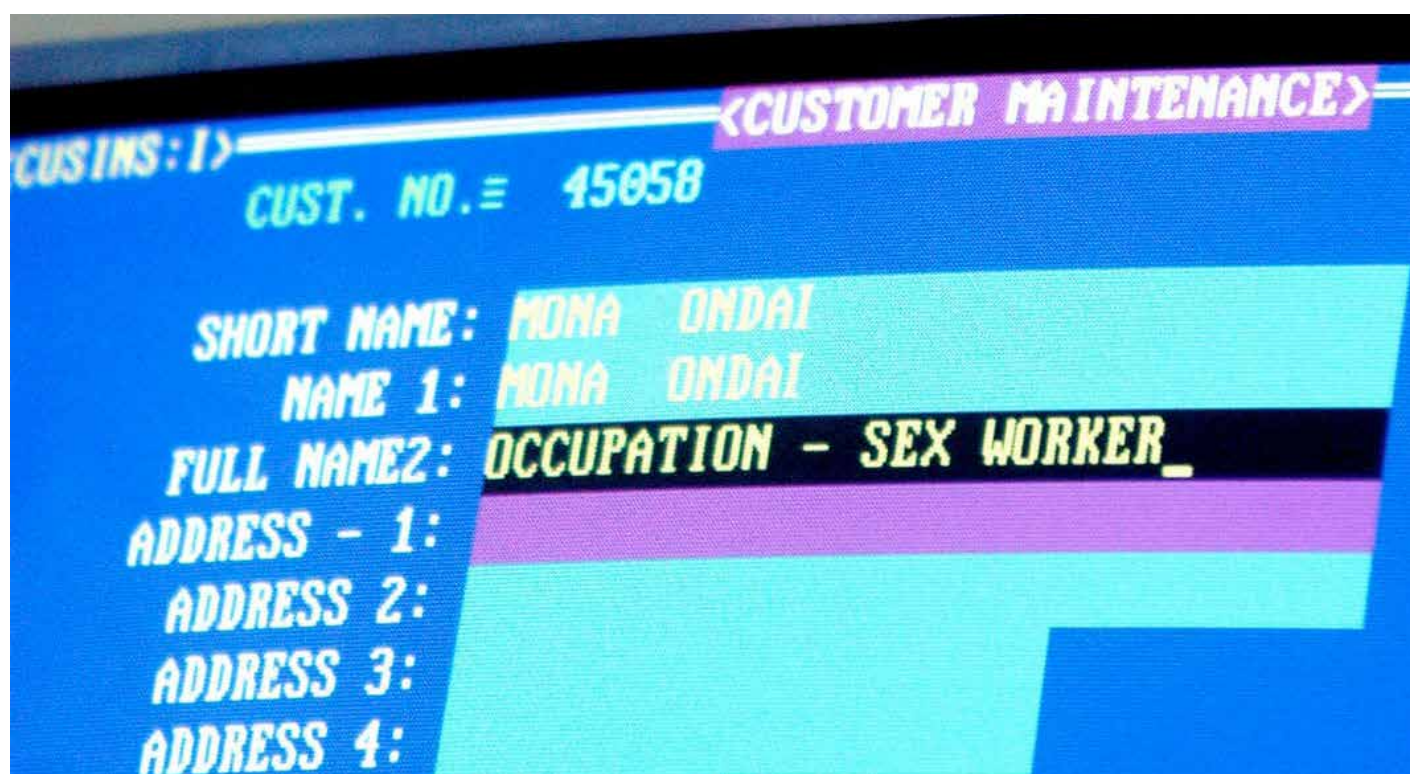 <CUSTOMER MAINTENANCE>
CUSINS:I>
CUST. NO.≡ 45058
SHORT NAME: MONA ONDAI
NAME 1: MONA ONDAI
FULL NAME2: OCCUPATION - SEX WORKER_
ADDRESS - 1:
ADDRESS 2:
ADDRESS 3:
ADDRESS 4: